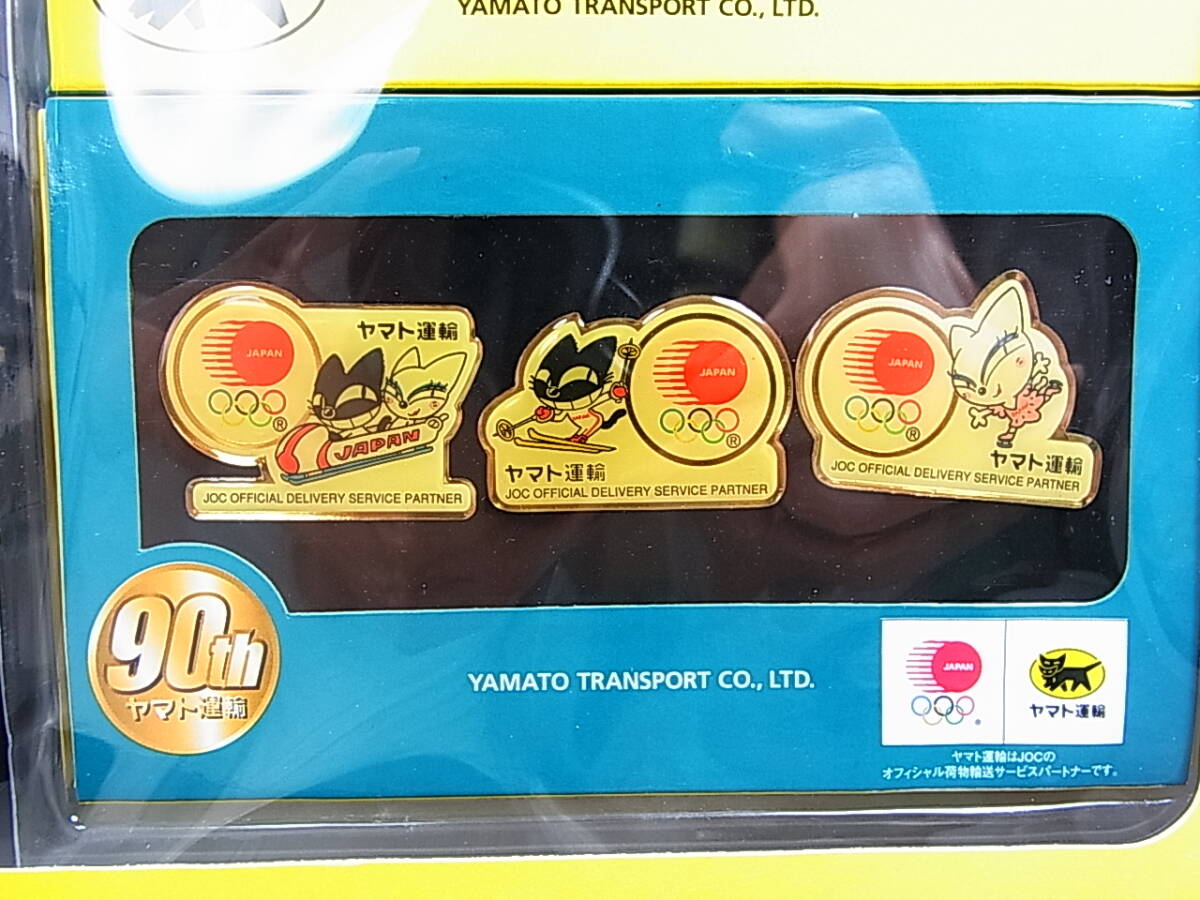 YAMATO TRANSPORT CO., LTD.
JAPAN
ヤマト運輸
JAPAN
®
JOC OFFICIAL DELIVERY SERVICE PARTNER
JAPAN
®
ヤマト運輸
JOC OFFICIAL DELIVERY SERVICE PARTNER
JAPAN
®
ヤマト運輸
JOC OFFICIAL DELIVERY SERVICE PARTNER
90th
ヤマト運輸
YAMATO TRANSPORT CO., LTD.
JAPAN
®
ヤマト運輸
ヤマト運輸はJOCの
オフィシャル荷物輸送サービスパートナーです。